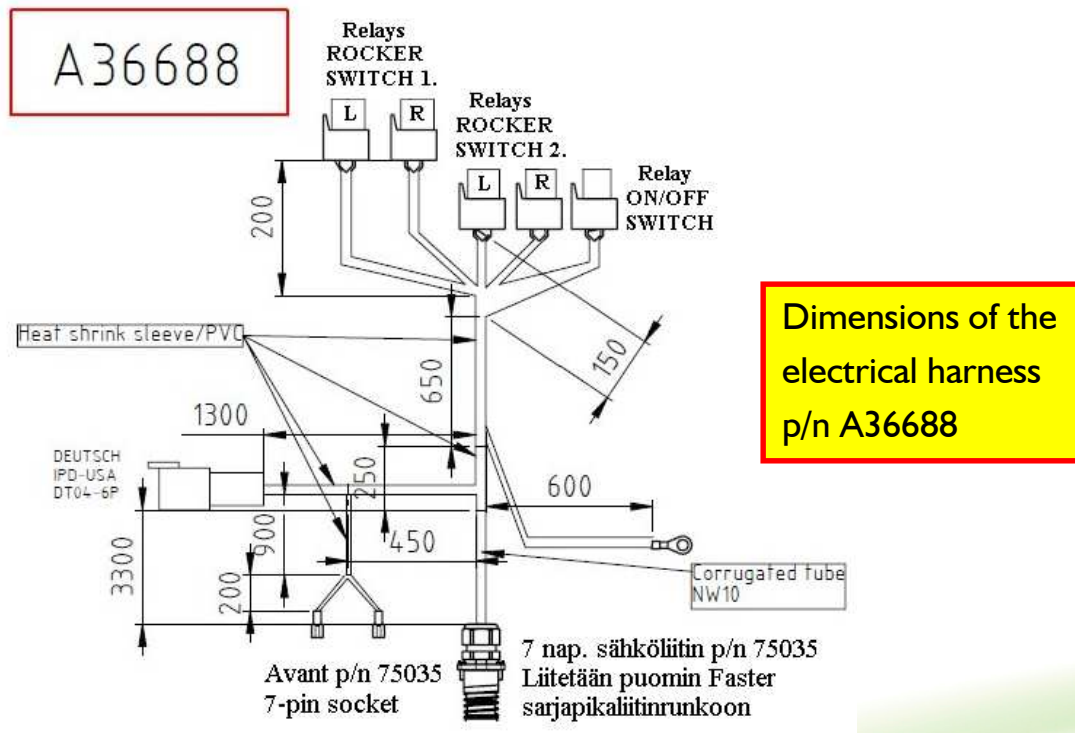 A36688
Relays
ROCKER
SWITCH 1.
L
R
Relays
ROCKER
SWITCH 2.
L
R
Relay
ON/OFF
SWITCH
200
150
Heat shrink sleeve/PVC
650
Dimensions of the
electrical harness
p/n A36688
1300
DEUTSCH
IPD-USA
DT04-6P
250
600
900
450
3300
200
Corrugated tube
NW10
Avant p/n 75035
7-pin socket
7 nap. sähköliitin p/n 75035
Liitetään puomin Faster
sarjapikaliitinrunkoon